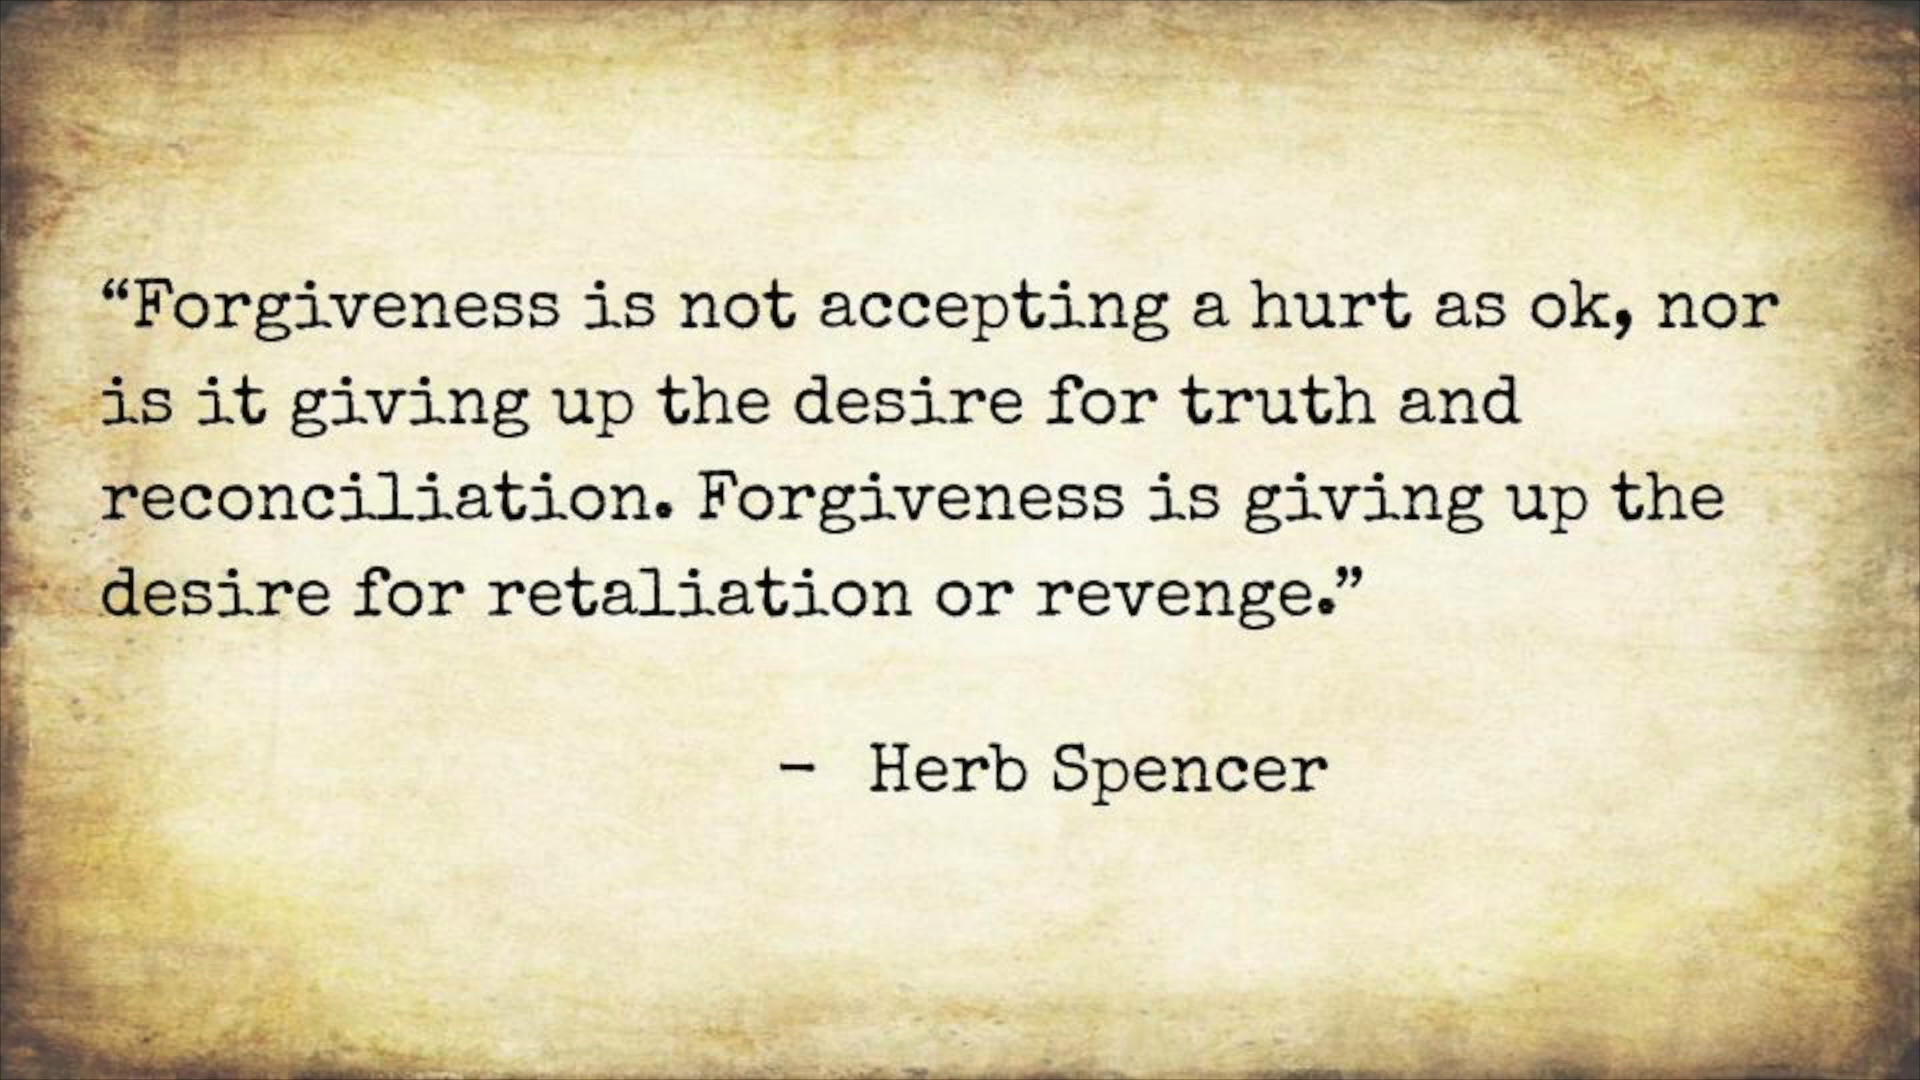 “Forgiveness is not accepting a hurt as ok, nor
is it giving up the desire for truth and
reconciliation. Forgiveness is giving up the
desire for retaliation or revenge.”
- Herb Spencer